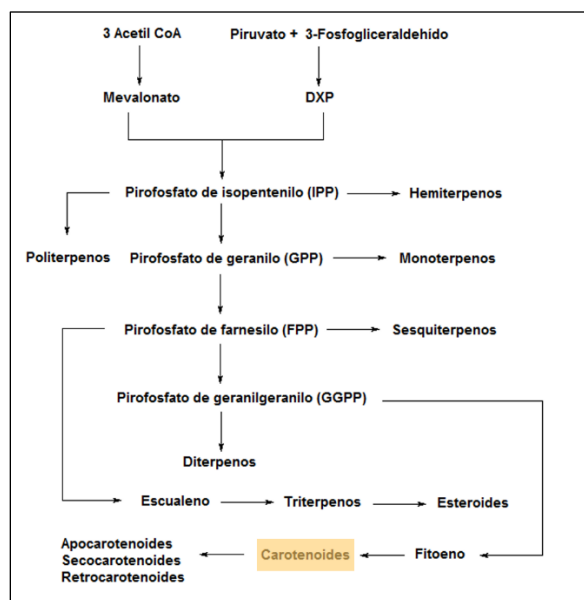 3 Acetil CoA
Piruvato + 3-Fosfogliceraldehído
Mevalonato
DXP
Pirofosfato de isopentenilo (IPP)
Hemiterpenos
Politerpenos
Pirofosfato de geranilo (GPP)
Monoterpenos
Pirofosfato de farnesilo (FPP)
Sesquiterpenos
Pirofosfato de geranilgeranilo (GGPP)
Diterpenos
Escualeno
Triterpenos
Esteroides
Apocarotenoides
Secocarotenoides
Retrocarotenoides
Carotenoides
Fitoeno